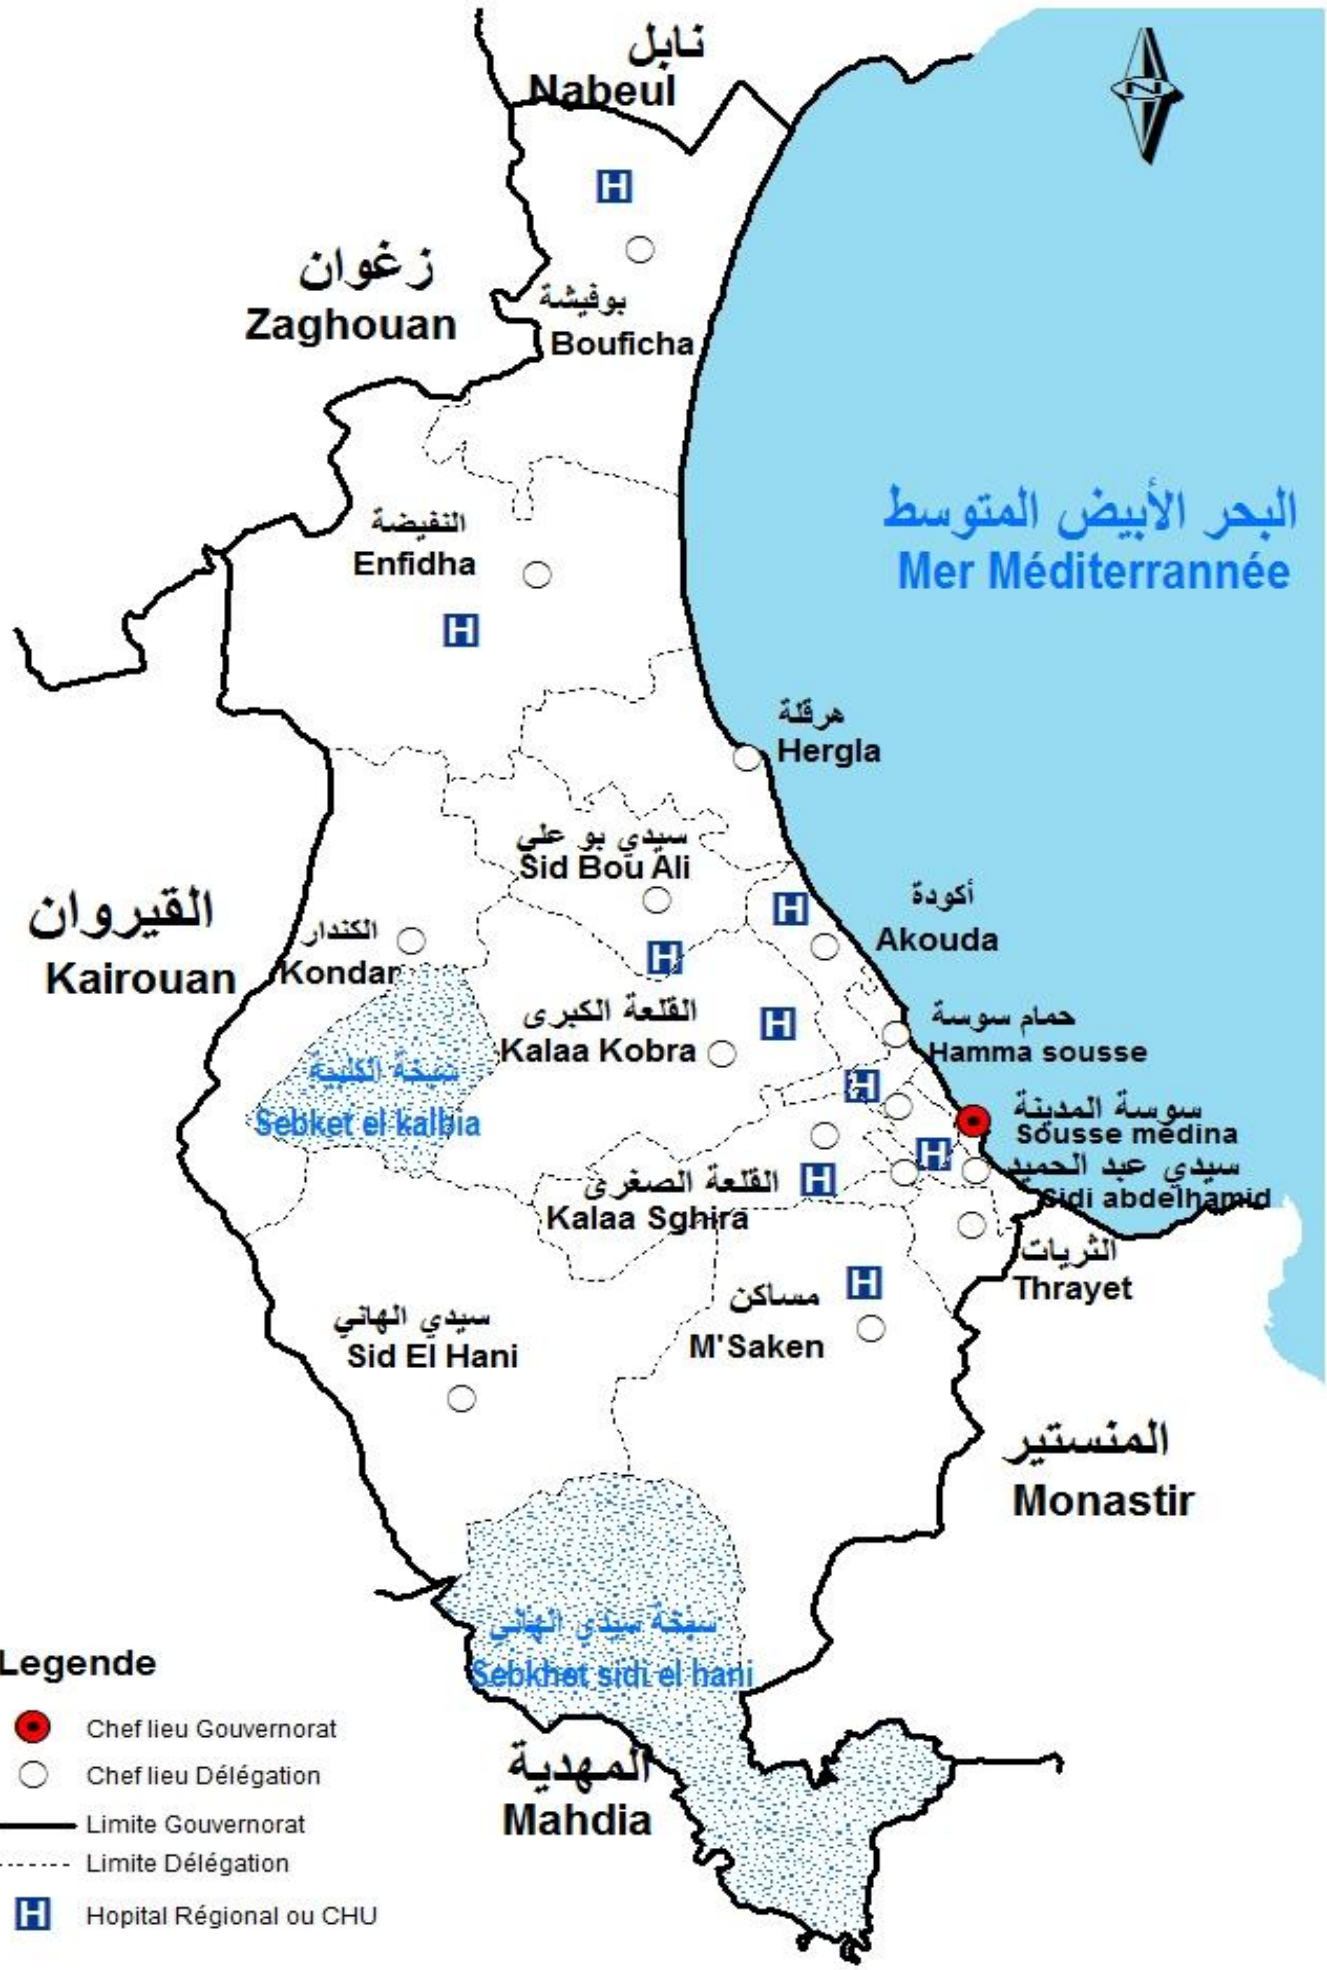 نابل
Nabeul
N
H
زغوان
Zaghouan
بوفيشة
Bouficha
النفيضة
Enfidha
H
البحر الأبيض المتوسط
Mer Méditerrannée
هرقلة
Hergla
سيدي بو علي
Sid Bou Ali
القيروان
Kairouan
الكندار
Kondar
H
H
أكودة
Akouda
القلعة الكبرى
Kalaa Kobra
H
حمام سوسة
Hamma sousse
سبخة الكلبية
Sebket el kalbia
H
سوسة المدينة
Sousse médina
H
سيدي عبد الحميد
Sidi abdelhamid
القلعة الصغرى
Kalaa Sghira
H
الثريات
Thrayet
H
مساكن
M'Saken
سيدي الهاني
Sid El Hani
المنستير
Monastir
سبخة سيدي الهاني
Sebkhet sidi el hani
المهدية
Mahdia
Legende
Chef lieu Gouvernorat
Chef lieu Délégation
Limite Gouvernorat
Limite Délégation
H Hopital Régional ou CHU